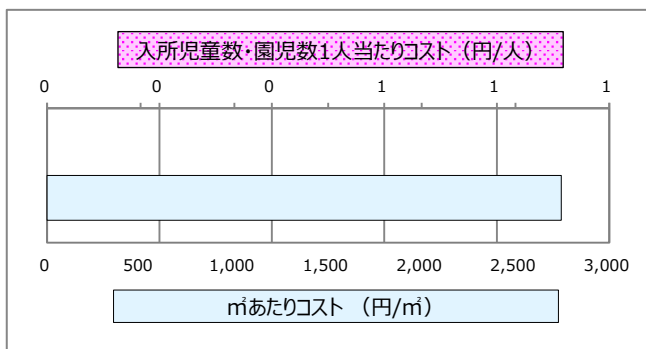 入所児童数・園児数1人当たりコスト（円/人）
0 0 0 1 1 1
0 500 1,000 1,500 2,000 2,500 3,000
㎡あたりコスト （円/㎡）